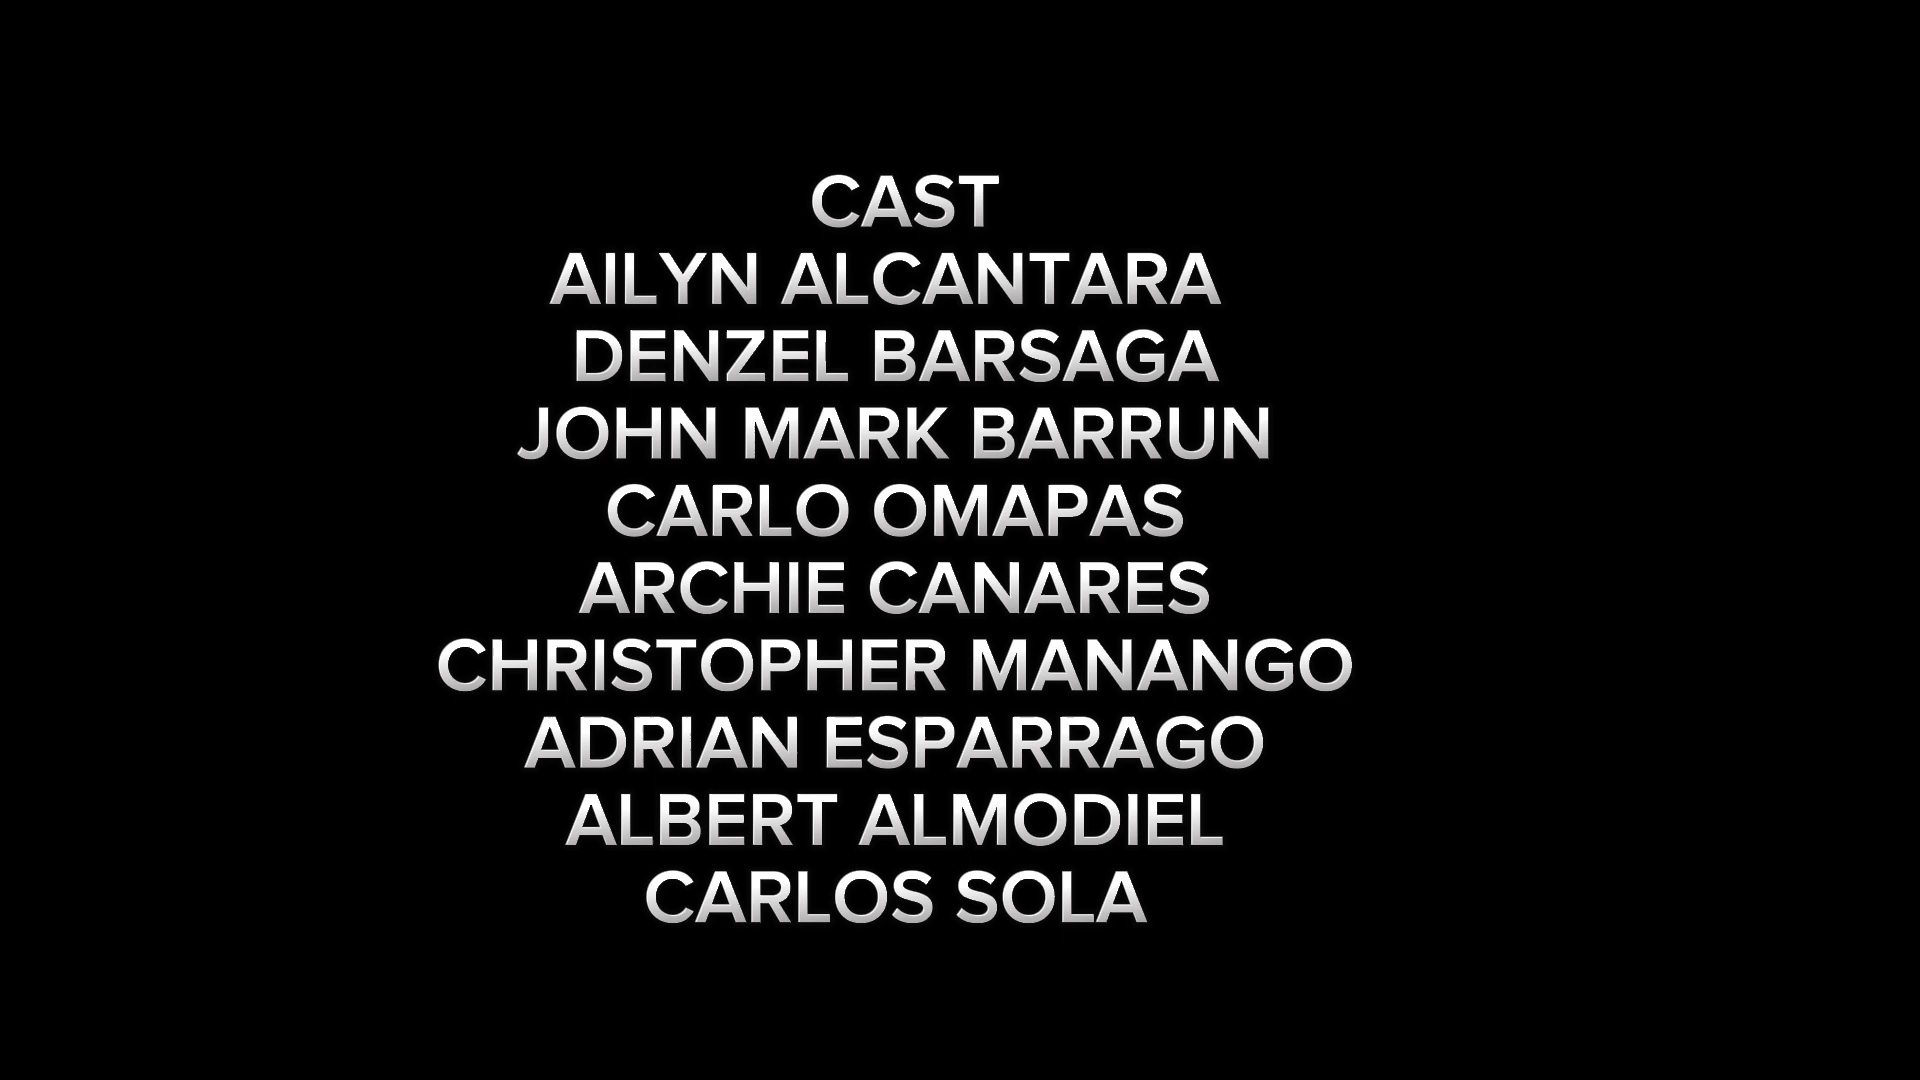 CAST
AILYN ALCANTARA
DENZEL BARSAGA
JOHN MARK BARRUN
CARLO OMAPAS
ARCHIE CANARES
CHRISTOPHER MANANGO
ADRIAN ESPARRAGO
ALBERT ALMODIEL
CARLOS SOLA